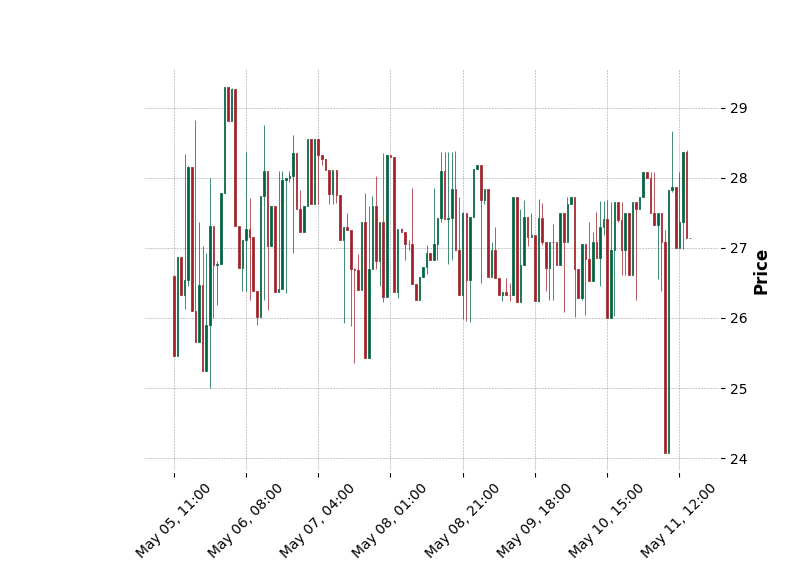 29
28
27
26
25
24
Price
May 05, 11:00
May 06, 08:00
May 07, 04:00
May 08, 01:00
May 08, 21:00
May 09, 18:00
May 10, 15:00
May 11, 12:00